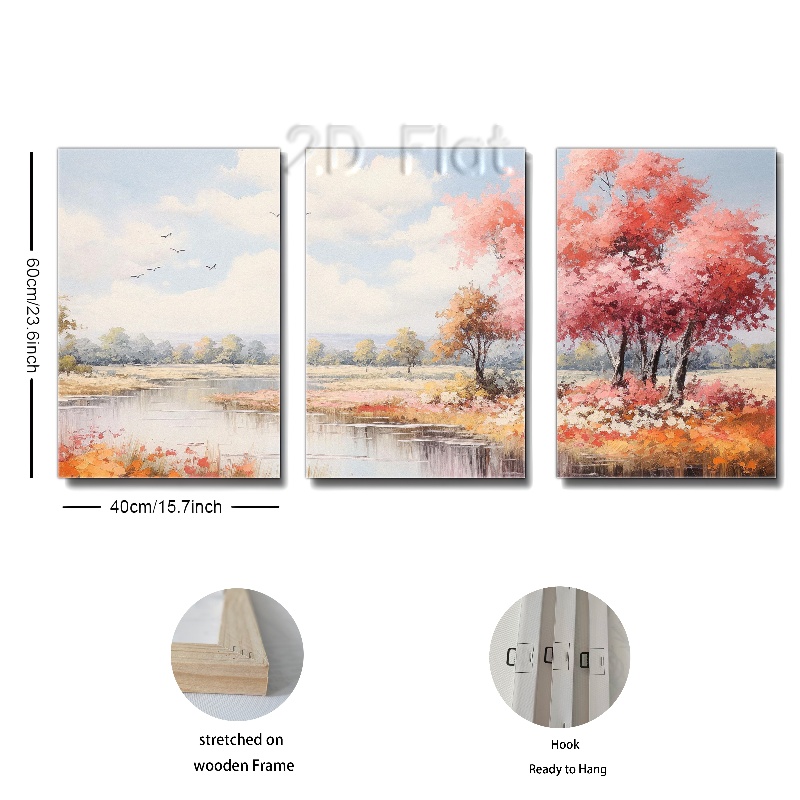 2D Flat
60cm/23.6inch
40cm/15.7inch
stretched on
wooden Frame
Hook
Ready to Hang